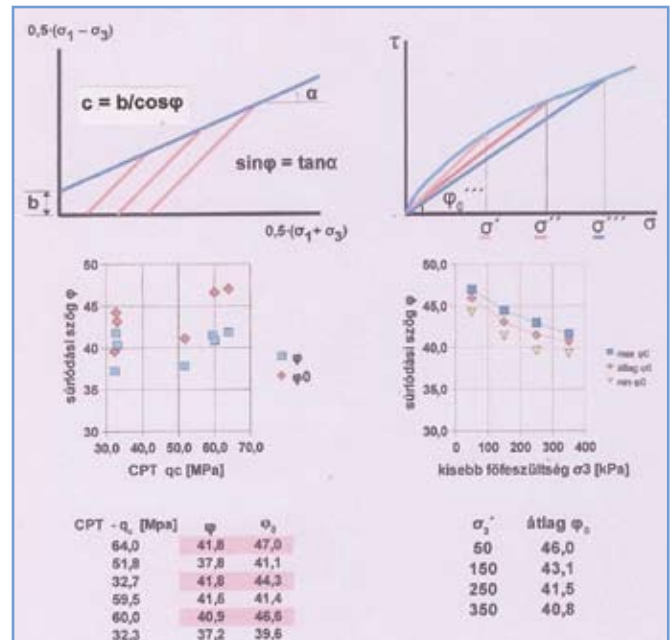 0,5·(σ₁ – σ₃)
c = b/cosφ
α
sinφ = tanα
b
0,5·(σ₁+ σ₃)
τ
φ₀´´´
σ´ σ´´ σ´´´ σ
súrlódási szög φ
50
45
40
35
30
30,0 40,0 50,0 60,0 70,0
CPT qc [MPa]
φ
φ0
súrlódási szög φ
50,0
45,0
40,0
35,0
30,0
0 100 200 300 400
kisebb főfeszültség σ3 [kPa]
max φ0
átlag φ0
min φ0
CPT - q꜀ [Mpa] φ φ₀
64,0 41,8 47,0
51,8 37,8 41,1
32,7 41,8 44,3
59,5 41,6 41,4
60,0 40,9 46,6
32,3 37,2 39,6
σ₃´ átlag φ₀
50 46,0
150 43,1
250 41,5
350 40,8